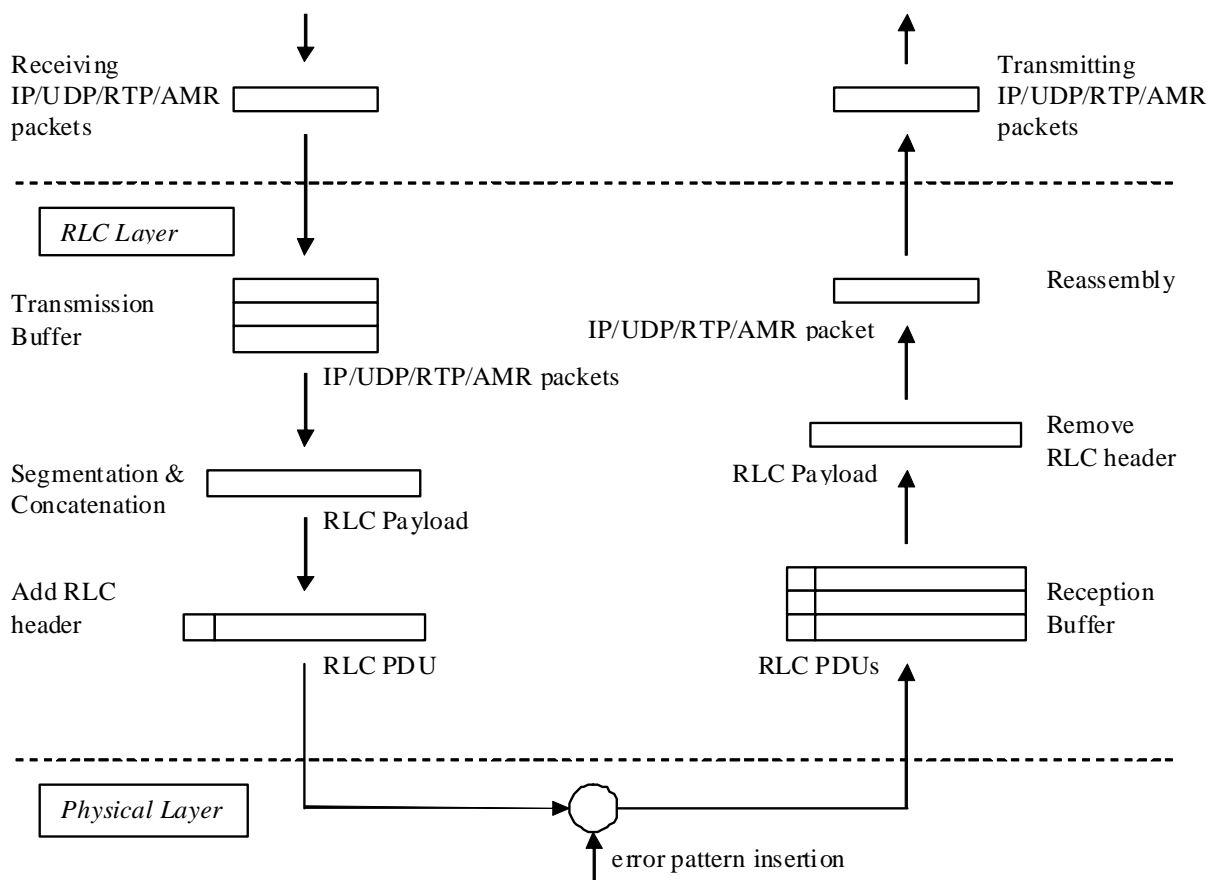 Receiving
IP/UDP/RTP/AMR
packets
Transmitting
IP/UDP/RTP/AMR
packets
RLC Layer
Transmission
Buffer
IP/UDP/RTP/AMR packets
Reassembly
IP/UDP/RTP/AMR packet
Segmentation &
Concatenation
RLC Payload
Remove
RLC header
RLC Payload
Add RLC
header
RLC PDU
Reception
Buffer
RLC PDUs
Physical Layer
error pattern insertion